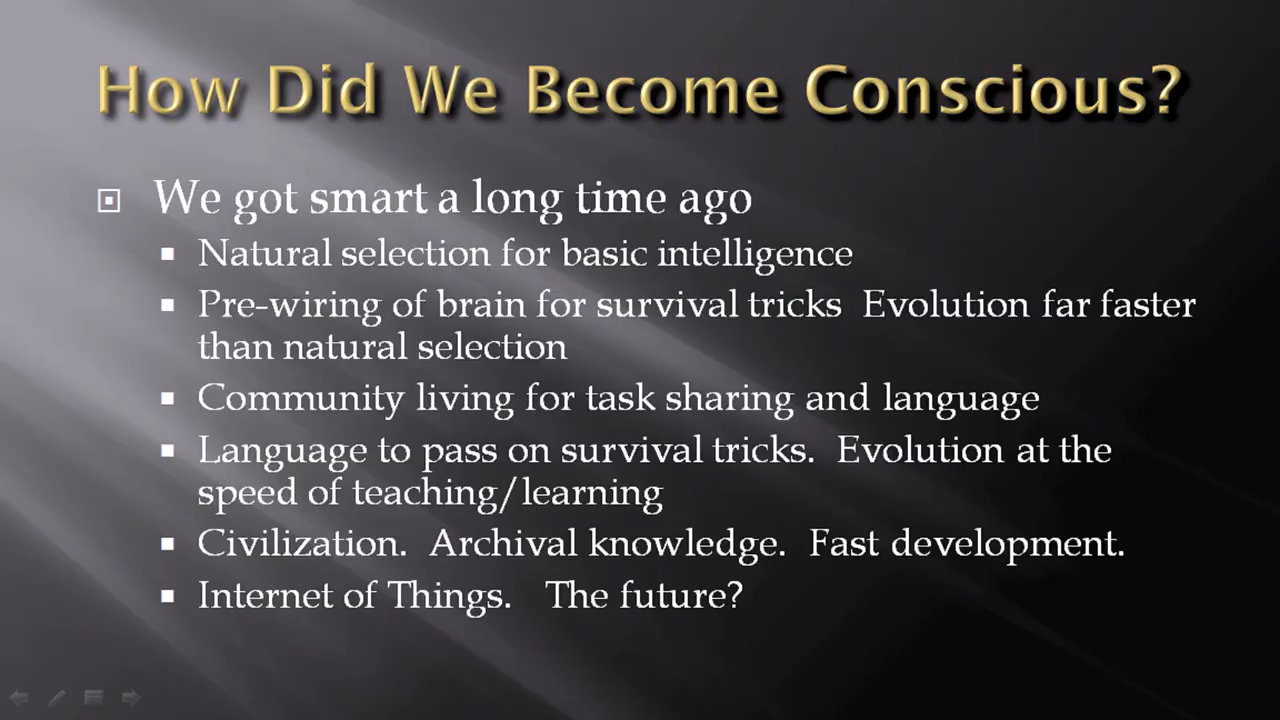 How Did We Become Conscious?
We got smart a long time ago
Natural selection for basic intelligence
Pre-wiring of brain for survival tricks  Evolution far faster
than natural selection
Community living for task sharing and language
Language to pass on survival tricks.  Evolution at the
speed of teaching/learning
Civilization.  Archival knowledge.  Fast development.
Internet of Things.   The future?